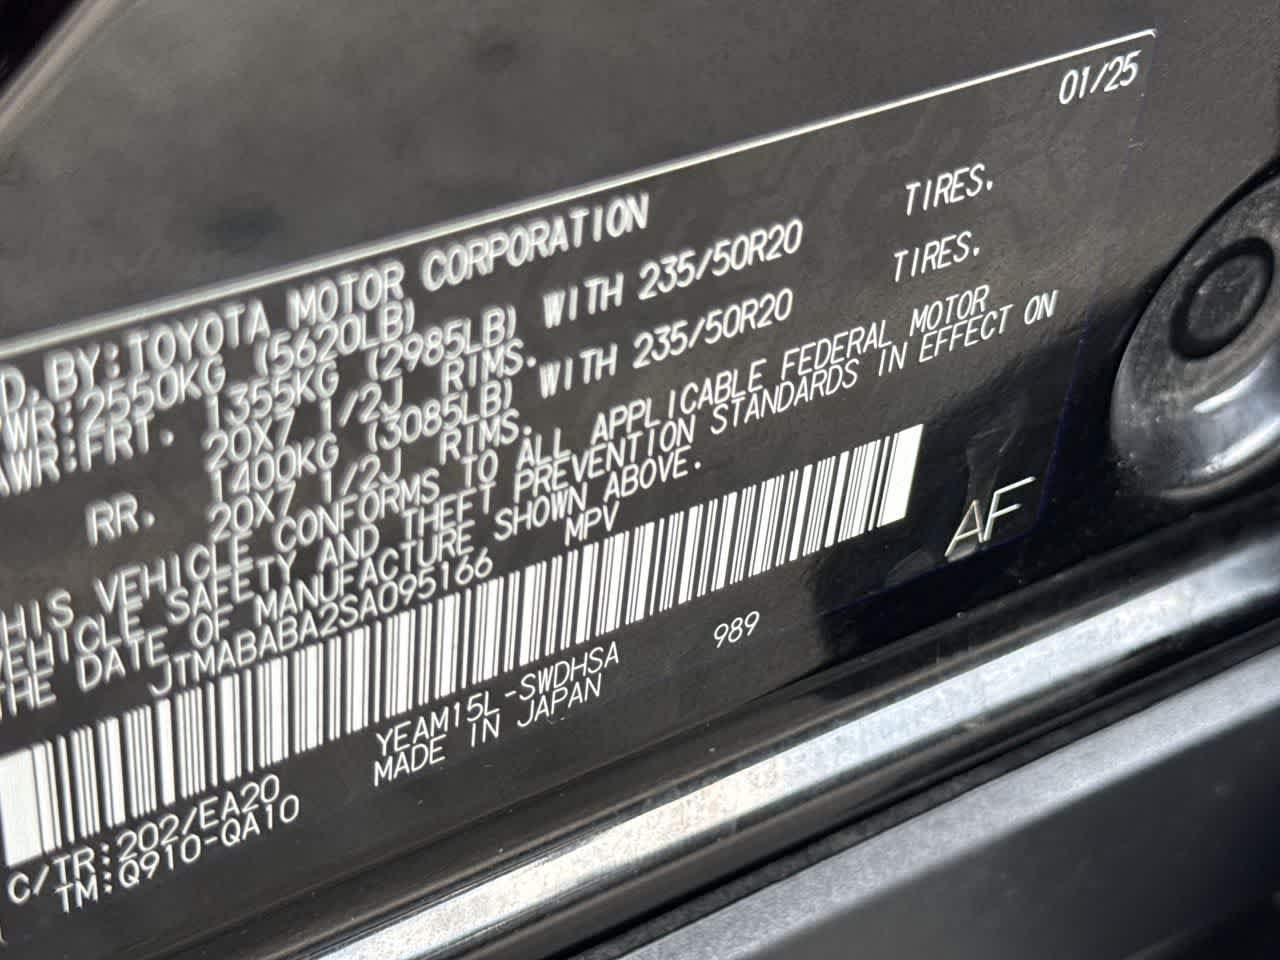 01/25
D.BY:TOYOTA MOTOR CORPORATION
WR:2550KG (5620LB)
AWR:FRT. 1355KG (2985LB) WITH 235/50R20 TIRES.
20X7 1/2J RIMS.
RR. 1400KG (3085LB) WITH 235/50R20 TIRES.
20X7 1/2J RIMS.
HIS VEHICLE CONFORMS TO ALL APPLICABLE FEDERAL MOTOR
VEHICLE SAFETY AND THEFT PREVENTION STANDARDS IN EFFECT ON
THE DATE OF MANUFACTURE SHOWN ABOVE.
JTMABABA2SA095166 MPV
AF
989
YEAM15L-SWDHSA
MADE IN JAPAN
C/TR:202/EA20
TM:Q910-QA10